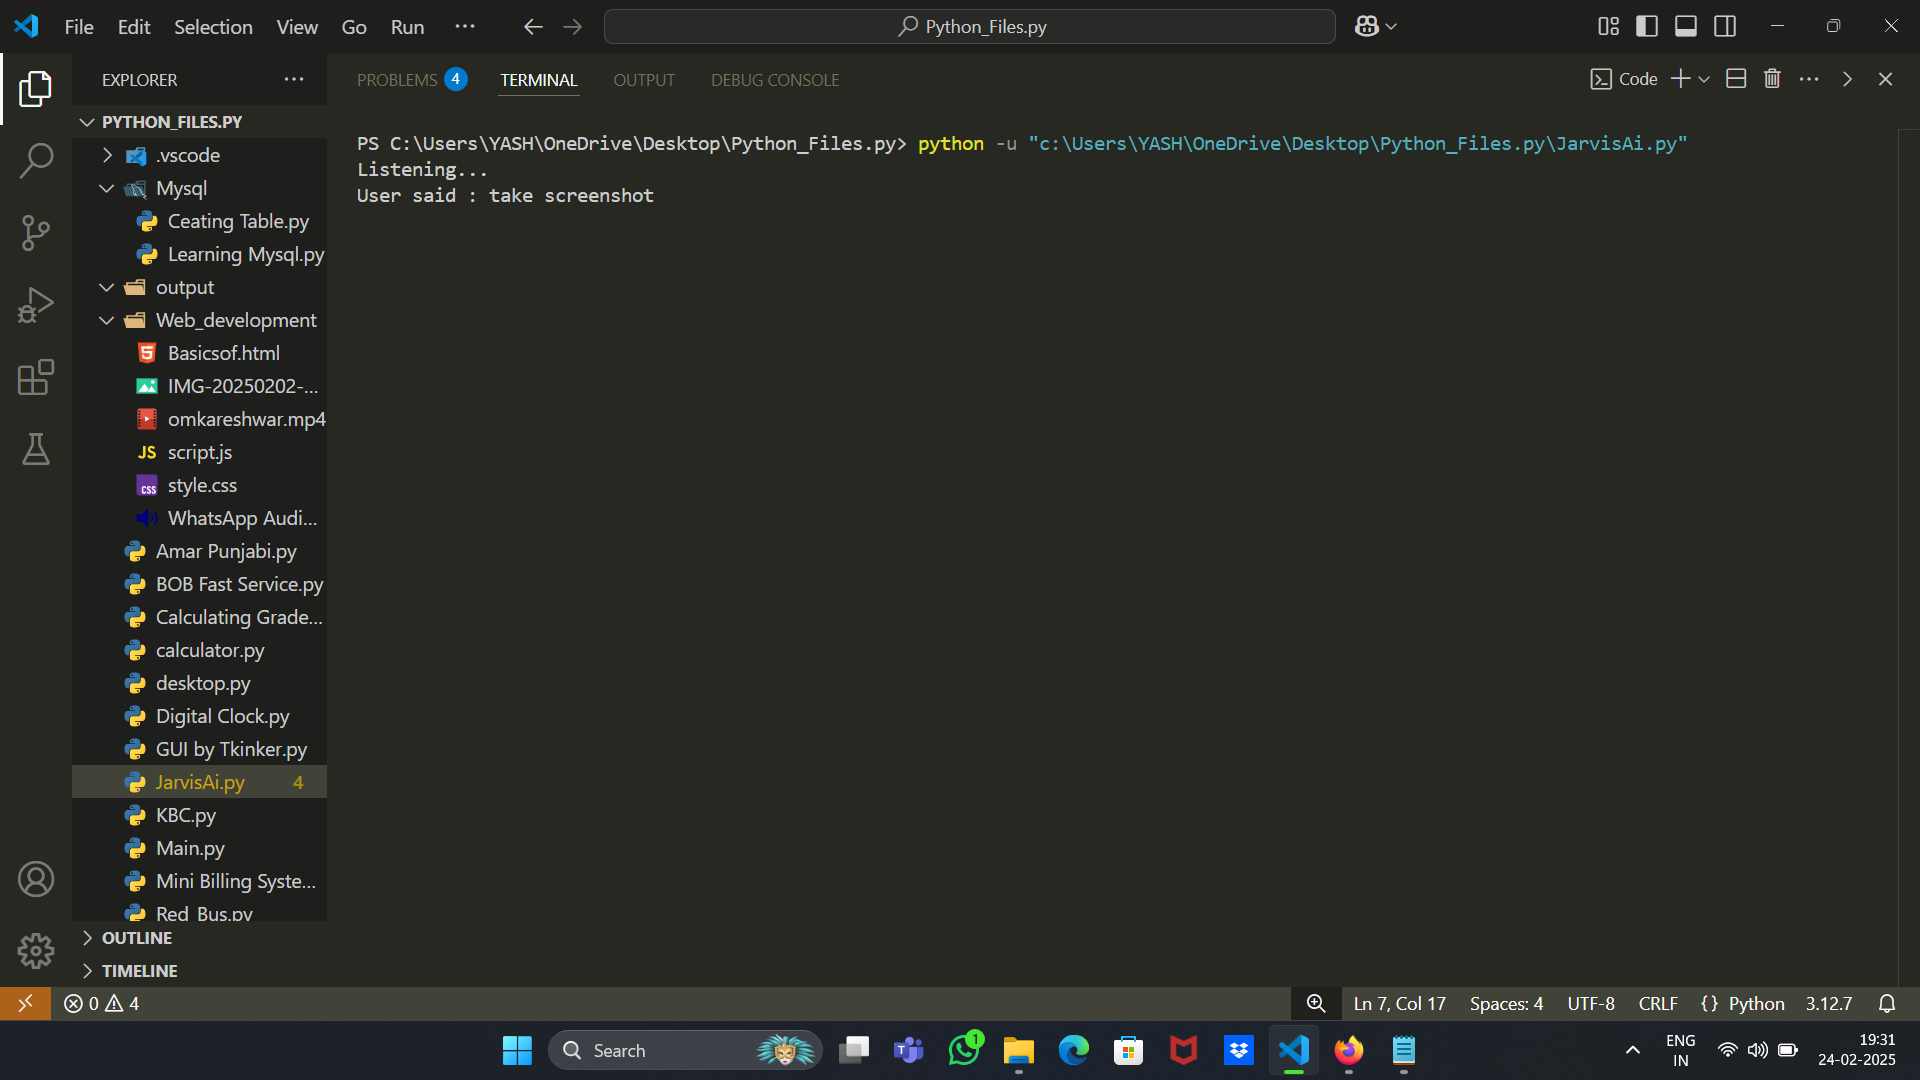 File Edit Selection View Go Run ···
Python_Files.py
EXPLORER ···
PROBLEMS 4 TERMINAL OUTPUT DEBUG CONSOLE
Code
PYTHON_FILES.PY
.vscode
Mysql
Ceating Table.py
Learning Mysql.py
output
Web_development
Basicsof.html
IMG-20250202-...
omkareshwar.mp4
JS script.js
css style.css
WhatsApp Audi...
Amar Punjabi.py
BOB Fast Service.py
Calculating Grade...
calculator.py
desktop.py
Digital Clock.py
GUI by Tkinker.py
JarvisAi.py 4
KBC.py
Main.py
Mini Billing Syste...
Red_Bus.py
OUTLINE
TIMELINE
PS C:\Users\YASH\OneDrive\Desktop\Python_Files.py> python -u "c:\Users\YASH\OneDrive\Desktop\Python_Files.py\JarvisAi.py"
Listening...
User said : take screenshot
0 4
Ln 7, Col 17 Spaces: 4 UTF-8 CRLF {} Python 3.12.7
Search
1
ENG
IN
19:31
24-02-2025